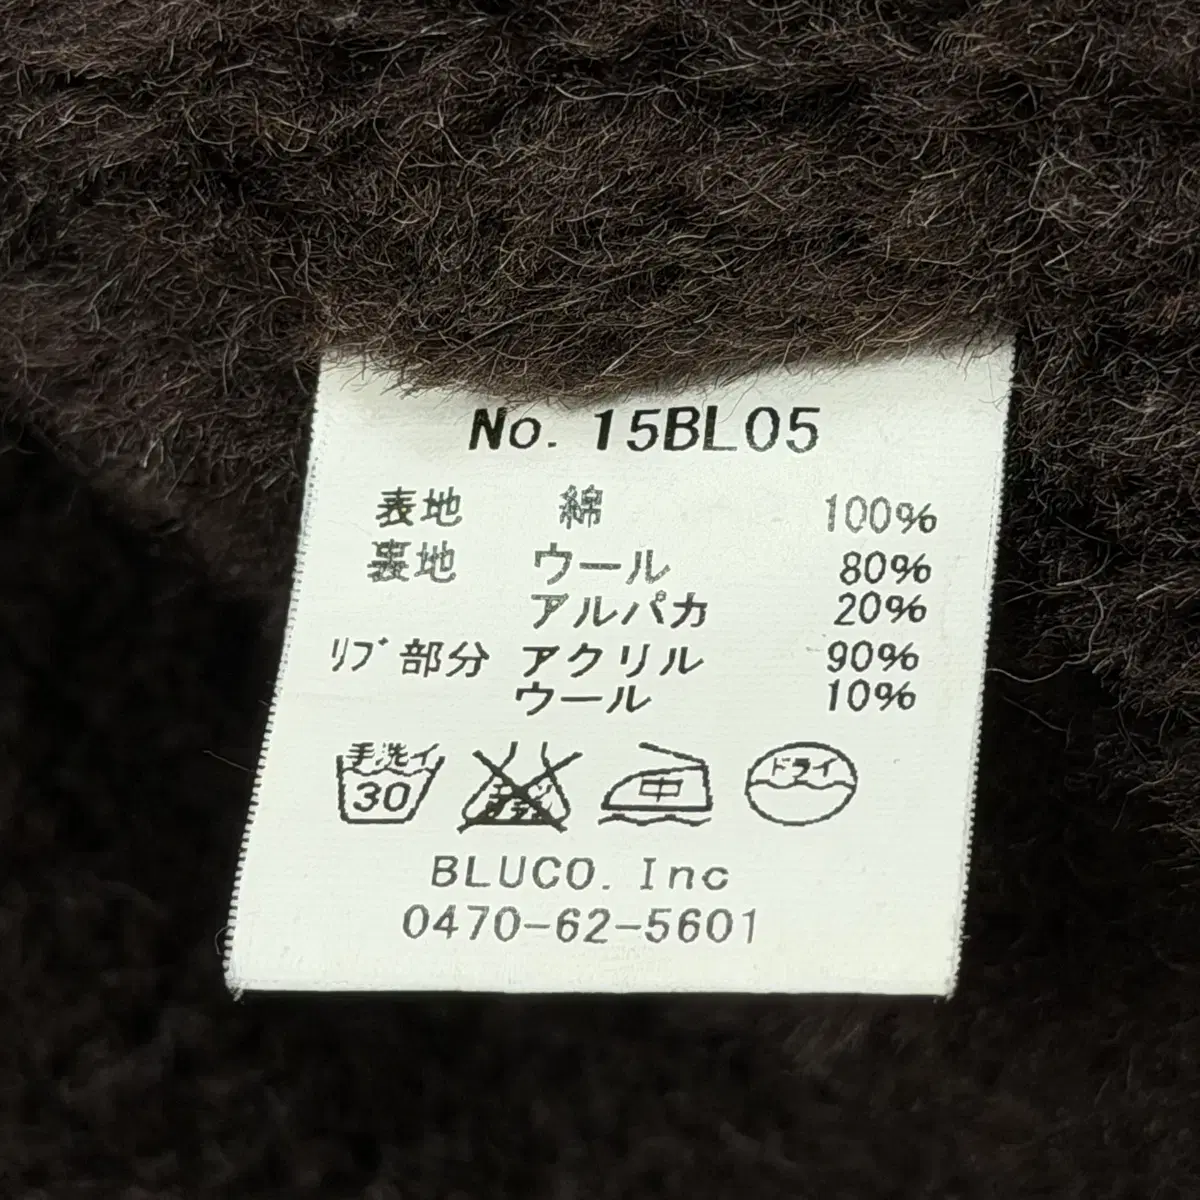 No. 15BL05
表地 綿 100%
裏地 ウール 80%
アルパカ 20%
ﾘﾌﾞ部分 アクリル 90%
ウール 10%
手洗イ 30 中 ドライ
BLUCO. Inc
0470-62-5601